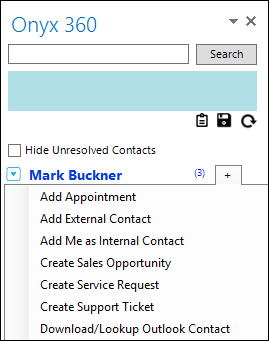 Onyx 360
Search
Hide Unresolved Contacts
Mark Buckner (3) +
Add Appointment
Add External Contact
Add Me as Internal Contact
Create Sales Opportunity
Create Service Request
Create Support Ticket
Download/Lookup Outlook Contact